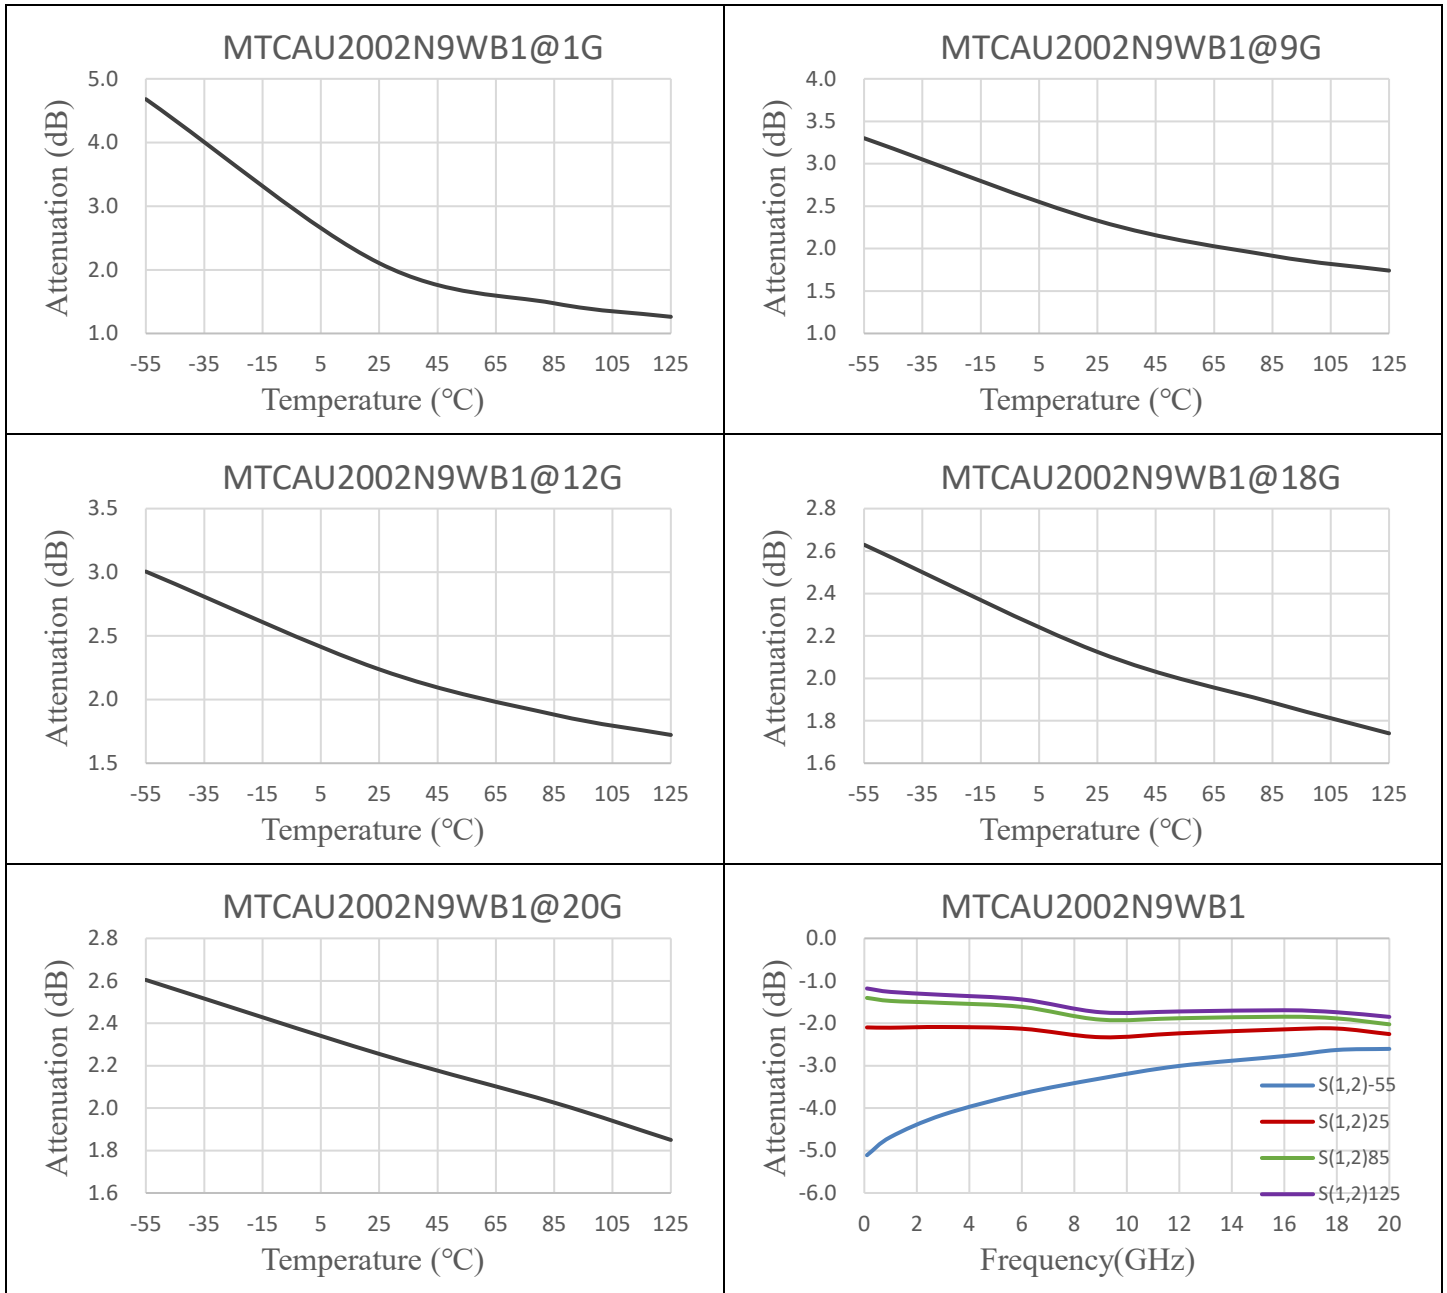 MTCAU2002N9WB1@1G
Attenuation (dB)
5.0
4.0
3.0
2.0
1.0
-55 -35 -15 5 25 45 65 85 105 125
Temperature (℃)
MTCAU2002N9WB1@9G
Attenuation (dB)
4.0
3.5
3.0
2.5
2.0
1.5
1.0
-55 -35 -15 5 25 45 65 85 105 125
Temperature (℃)
MTCAU2002N9WB1@12G
Attenuation (dB)
3.5
3.0
2.5
2.0
1.5
-55 -35 -15 5 25 45 65 85 105 125
Temperature (℃)
MTCAU2002N9WB1@18G
Attenuation (dB)
2.8
2.6
2.4
2.2
2.0
1.8
1.6
-55 -35 -15 5 25 45 65 85 105 125
Temperature (℃)
MTCAU2002N9WB1@20G
Attenuation (dB)
2.8
2.6
2.4
2.2
2.0
1.8
1.6
-55 -35 -15 5 25 45 65 85 105 125
Temperature (℃)
MTCAU2002N9WB1
Attenuation (dB)
0.0
-1.0
-2.0
-3.0
-4.0
-5.0
-6.0
S(1,2)-55
S(1,2)25
S(1,2)85
S(1,2)125
0 2 4 6 8 10 12 14 16 18 20
Frequency(GHz)